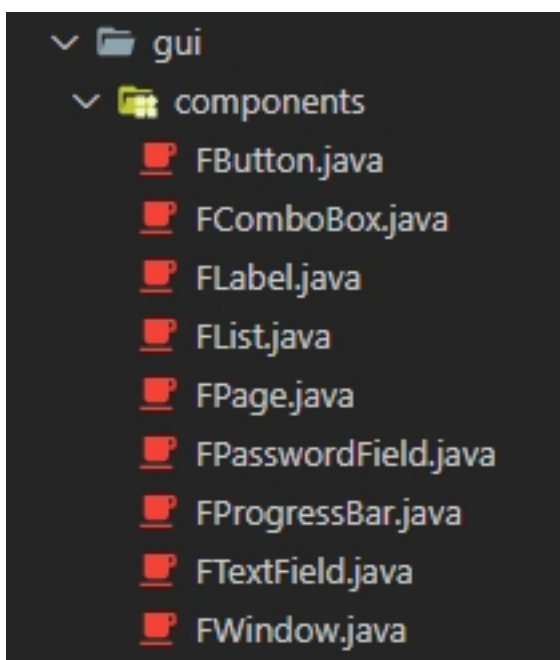 gui
components
FButton.java
FComboBox.java
FLabel.java
FList.java
FPage.java
FPasswordField.java
FProgressBar.java
FTextField.java
FWindow.java